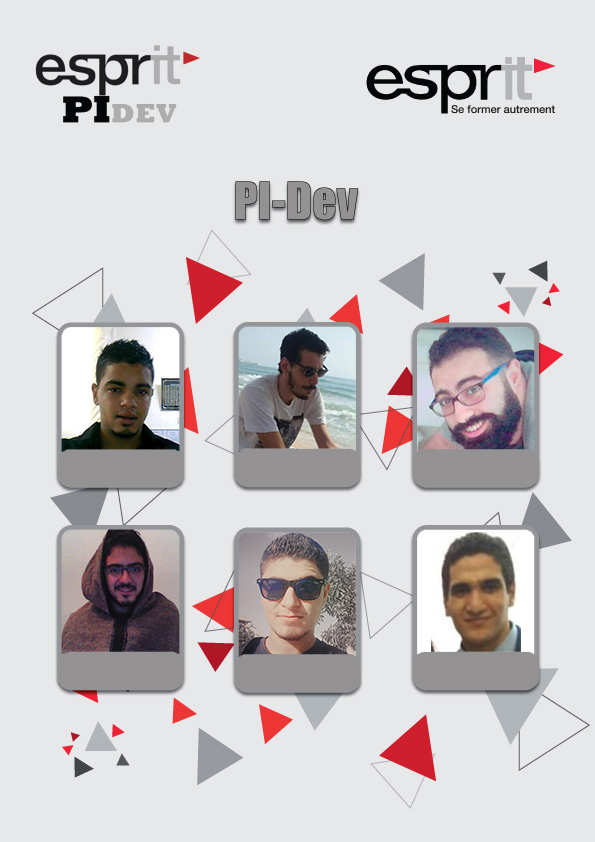 esprit
PIDEV
esprit
Se former autrement
PI-Dev